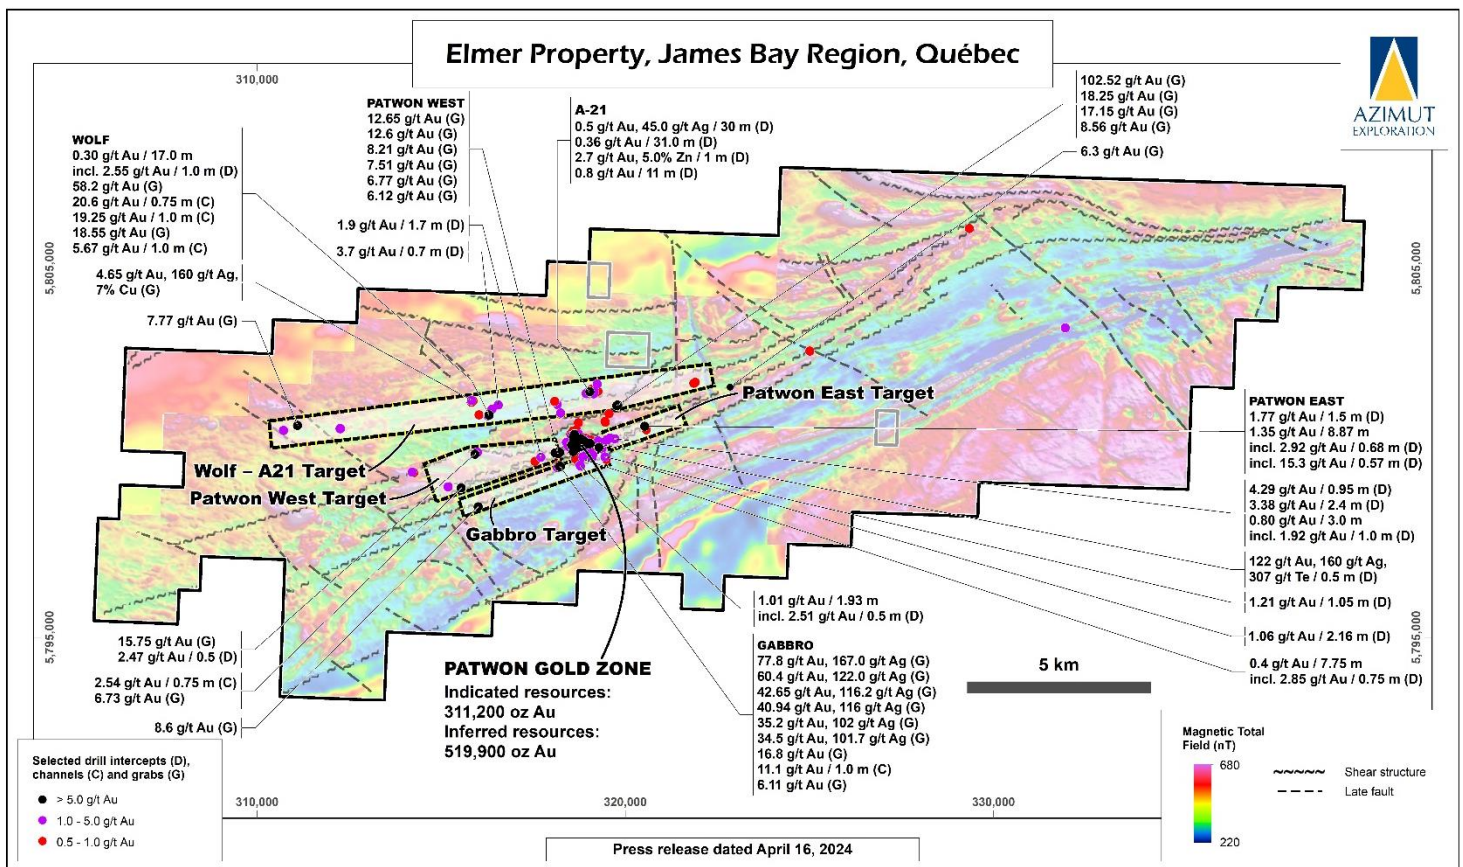 Elmer Property, James Bay Region, Québec
AZIMUT
EXPLORATION
310,000
5,805,000
5,795,000
5,805,000
5,795,000
WOLF
0.30 g/t Au / 17.0 m
incl. 2.55 g/t Au / 1.0 m (D)
58.2 g/t Au (G)
20.6 g/t Au / 0.75 m (C)
19.25 g/t Au / 1.0 m (C)
18.55 g/t Au (G)
5.67 g/t Au / 1.0 m (C)
4.65 g/t Au, 160 g/t Ag,
7% Cu (G)
7.77 g/t Au (G)
PATWON WEST
12.65 g/t Au (G)
12.6 g/t Au (G)
8.21 g/t Au (G)
7.51 g/t Au (G)
6.77 g/t Au (G)
6.12 g/t Au (G)
1.9 g/t Au / 1.7 m (D)
3.7 g/t Au / 0.7 m (D)
A-21
0.5 g/t Au, 45.0 g/t Ag / 30 m (D)
0.36 g/t Au / 31.0 m (D)
2.7 g/t Au, 5.0% Zn / 1 m (D)
0.8 g/t Au / 11 m (D)
102.52 g/t Au (G)
18.25 g/t Au (G)
17.15 g/t Au (G)
8.56 g/t Au (G)
6.3 g/t Au (G)
Patwon East Target
Wolf – A21 Target
Patwon West Target
Gabbro Target
PATWON EAST
1.77 g/t Au / 1.5 m (D)
1.35 g/t Au / 8.87 m
incl. 2.92 g/t Au / 0.68 m (D)
incl. 15.3 g/t Au / 0.57 m (D)
4.29 g/t Au / 0.95 m (D)
3.38 g/t Au / 2.4 m (D)
0.80 g/t Au / 3.0 m
incl. 1.92 g/t Au / 1.0 m (D)
122 g/t Au, 160 g/t Ag,
307 g/t Te / 0.5 m (D)
1.21 g/t Au / 1.05 m (D)
1.06 g/t Au / 2.16 m (D)
0.4 g/t Au / 7.75 m
incl. 2.85 g/t Au / 0.75 m (D)
15.75 g/t Au (G)
2.47 g/t Au / 0.5 (D)
2.54 g/t Au / 0.75 m (C)
6.73 g/t Au (G)
8.6 g/t Au (G)
PATWON GOLD ZONE
Indicated resources:
311,200 oz Au
Inferred resources:
519,900 oz Au
1.01 g/t Au / 1.93 m
incl. 2.51 g/t Au / 0.5 m (D)
GABBRO
77.8 g/t Au, 167.0 g/t Ag (G)
60.4 g/t Au, 122.0 g/t Ag (G)
42.65 g/t Au, 116.2 g/t Ag (G)
40.94 g/t Au, 116 g/t Ag (G)
35.2 g/t Au, 102 g/t Ag (G)
34.5 g/t Au, 101.7 g/t Ag (G)
16.8 g/t Au (G)
11.1 g/t Au / 1.0 m (C)
6.11 g/t Au (G)
5 km
Selected drill intercepts (D),
channels (C) and grabs (G)
> 5.0 g/t Au
1.0 - 5.0 g/t Au
0.5 - 1.0 g/t Au
310,000
320,000
330,000
Magnetic Total
Field (nT)
680
220
Shear structure
Late fault
Press release dated April 16, 2024